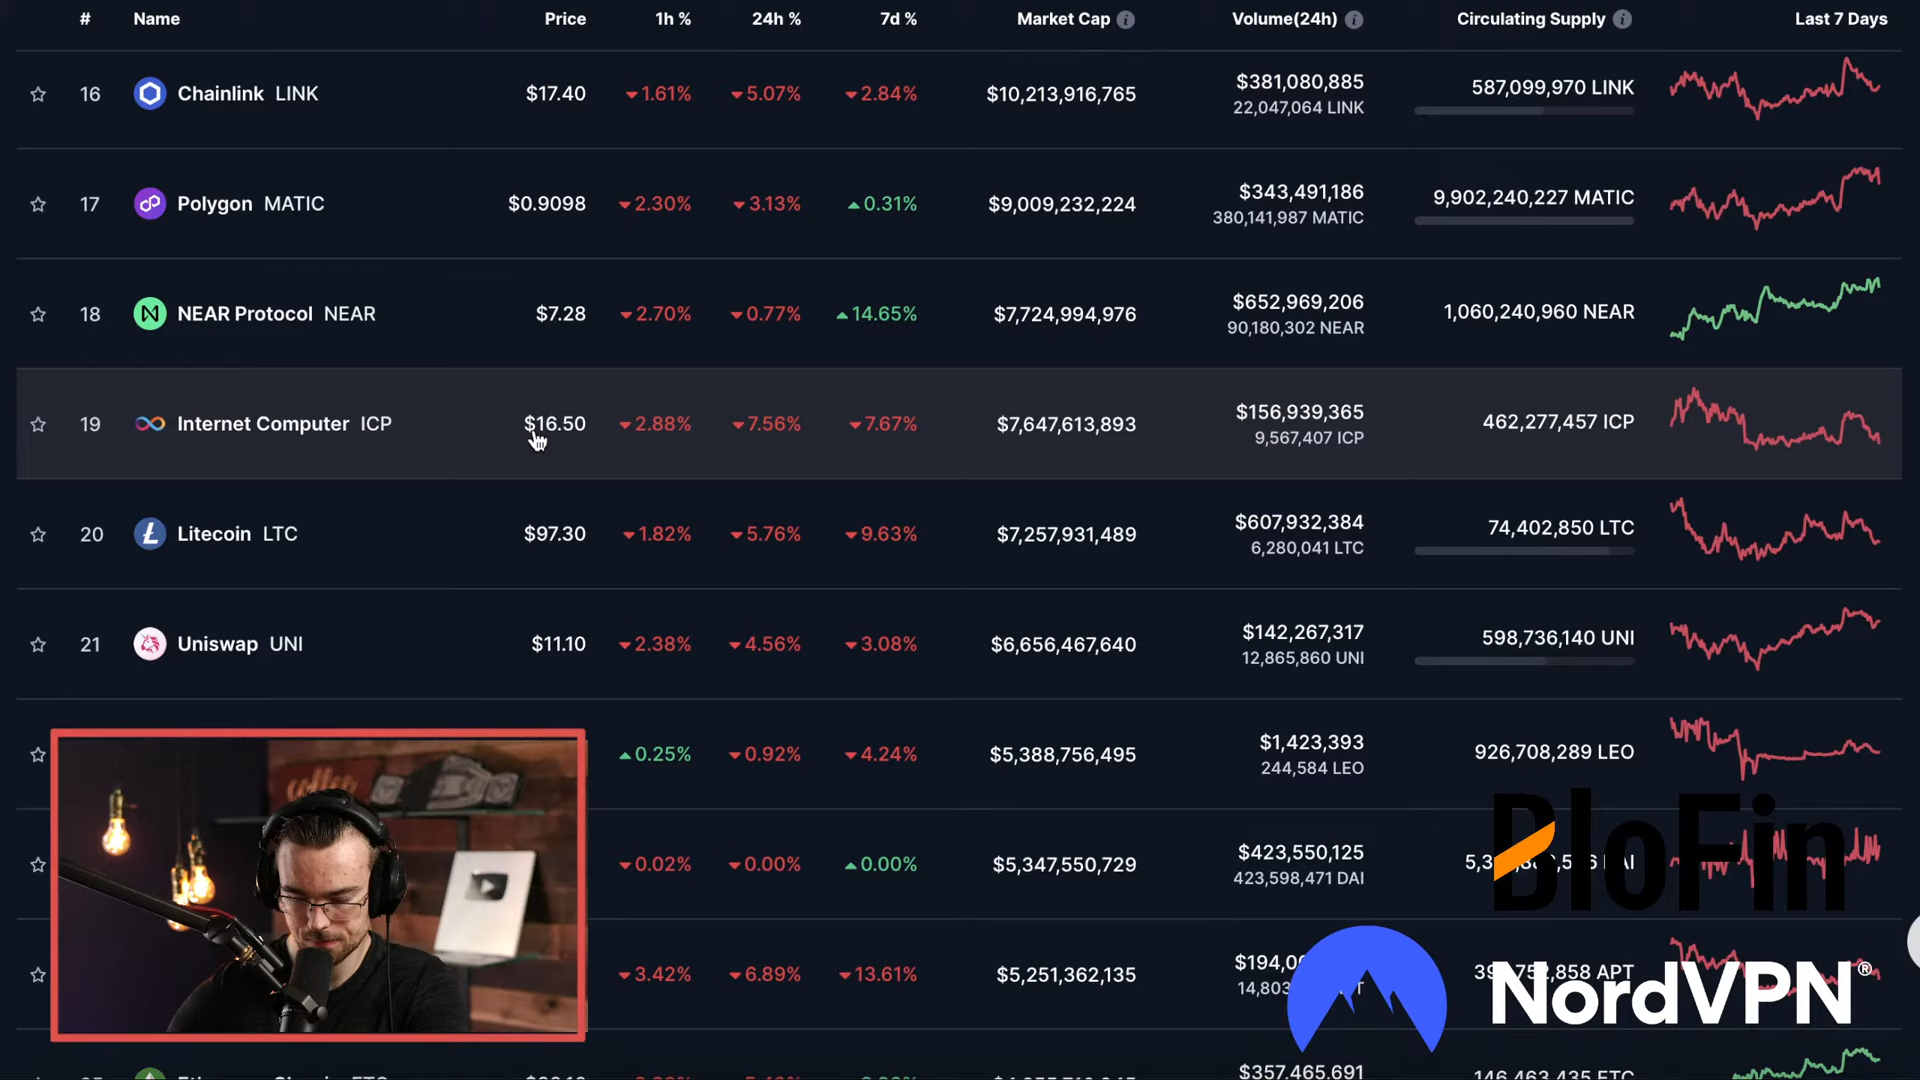 # Name Price 1h % 24h % 7d % Market Cap Volume(24h) Circulating Supply Last 7 Days
16 Chainlink LINK $17.40 1.61% 5.07% 2.84% $10,213,916,765 $381,080,885 587,099,970 LINK
22,047,064 LINK
17 Polygon MATIC $0.9098 2.30% 3.13% 0.31% $9,009,232,224 $343,491,186 9,902,240,227 MATIC
380,141,987 MATIC
18 NEAR Protocol NEAR $7.28 2.70% 0.77% 14.65% $7,724,994,976 $652,969,206 1,060,240,960 NEAR
90,180,302 NEAR
19 Internet Computer ICP $16.50 2.88% 7.56% 7.67% $7,647,613,893 $156,939,365 462,277,457 ICP
9,567,407 ICP
20 Litecoin LTC $97.30 1.82% 5.76% 9.63% $7,257,931,489 $607,932,384 74,402,850 LTC
6,280,041 LTC
21 Uniswap UNI $11.10 2.38% 4.56% 3.08% $6,656,467,640 $142,267,317 598,736,140 UNI
12,865,860 UNI
0.25% 0.92% 4.24% $5,388,756,495 $1,423,393 926,708,289 LEO
244,584 LEO
0.02% 0.00% 0.00% $5,347,550,729 $423,550,125
423,598,471 DAI
BloFin
3.42% 6.89% 13.61% $5,251,362,135 APT
NordVPN®
$357,465,691 146,463,435 ETC